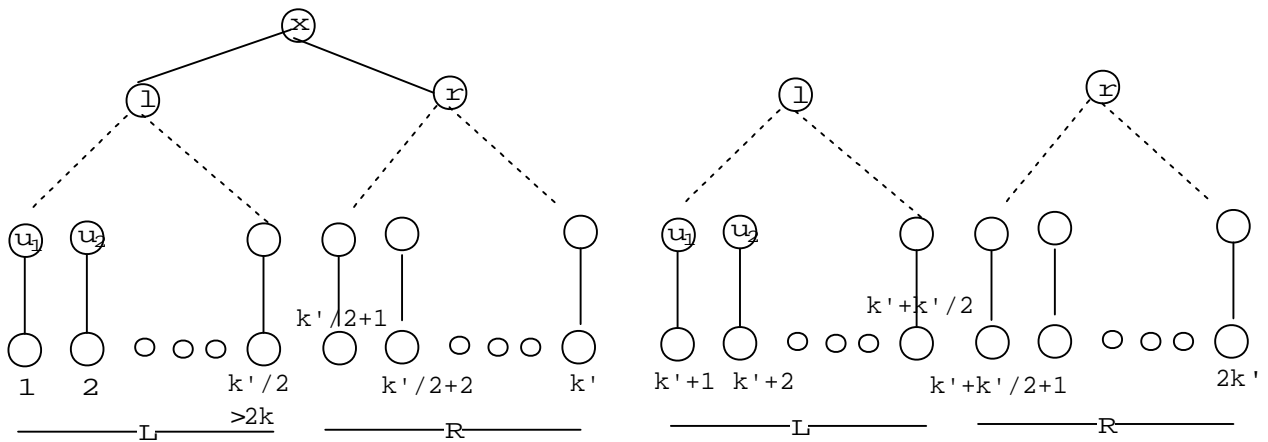 x
l r l r
u1 u2 u1 u2
k'/2+1 k'+k'/2
1 2 k'/2 k'/2+2 k' k'+1 k'+2 k'+k'/2+1 2k'
>2k
L R L R